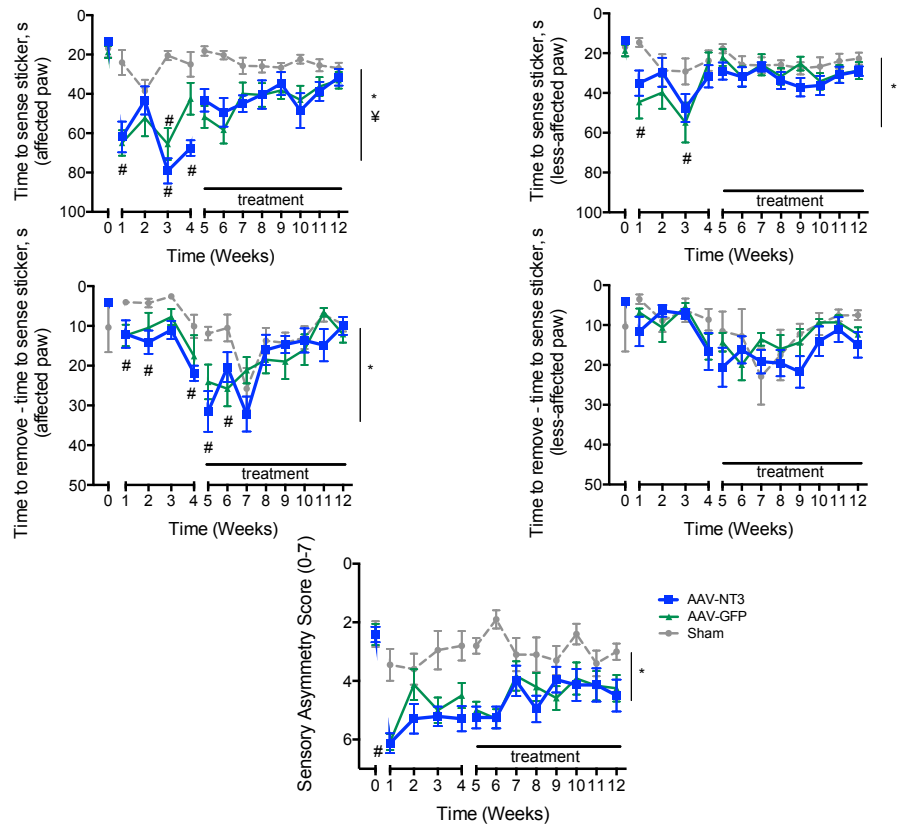 Time to sense sticker, s
(affected paw)
0
20
40
60
80
100
#
#
#
#
*
¥
treatment
0 1 2 3 4 5 6 7 8 9 10 11 12
Time (Weeks)
Time to sense sticker, s
(less-affected paw)
0
20
40
60
80
100
#
#
*
treatment
0 1 2 3 4 5 6 7 8 9 10 11 12
Time (Weeks)
Time to remove - time to sense sticker, s
(affected paw)
0
10
20
30
40
50
#
#
#
#
#
*
treatment
0 1 2 3 4 5 6 7 8 9 10 11 12
Time (Weeks)
Time to remove - time to sense sticker, s
(less-affected paw)
0
10
20
30
40
50
treatment
0 1 2 3 4 5 6 7 8 9 10 11 12
Time (Weeks)
Sensory Asymmetry Score (0-7)
0
2
4
6
#
*
treatment
0 1 2 3 4 5 6 7 8 9 10 11 12
Time (Weeks)
AAV-NT3
AAV-GFP
Sham